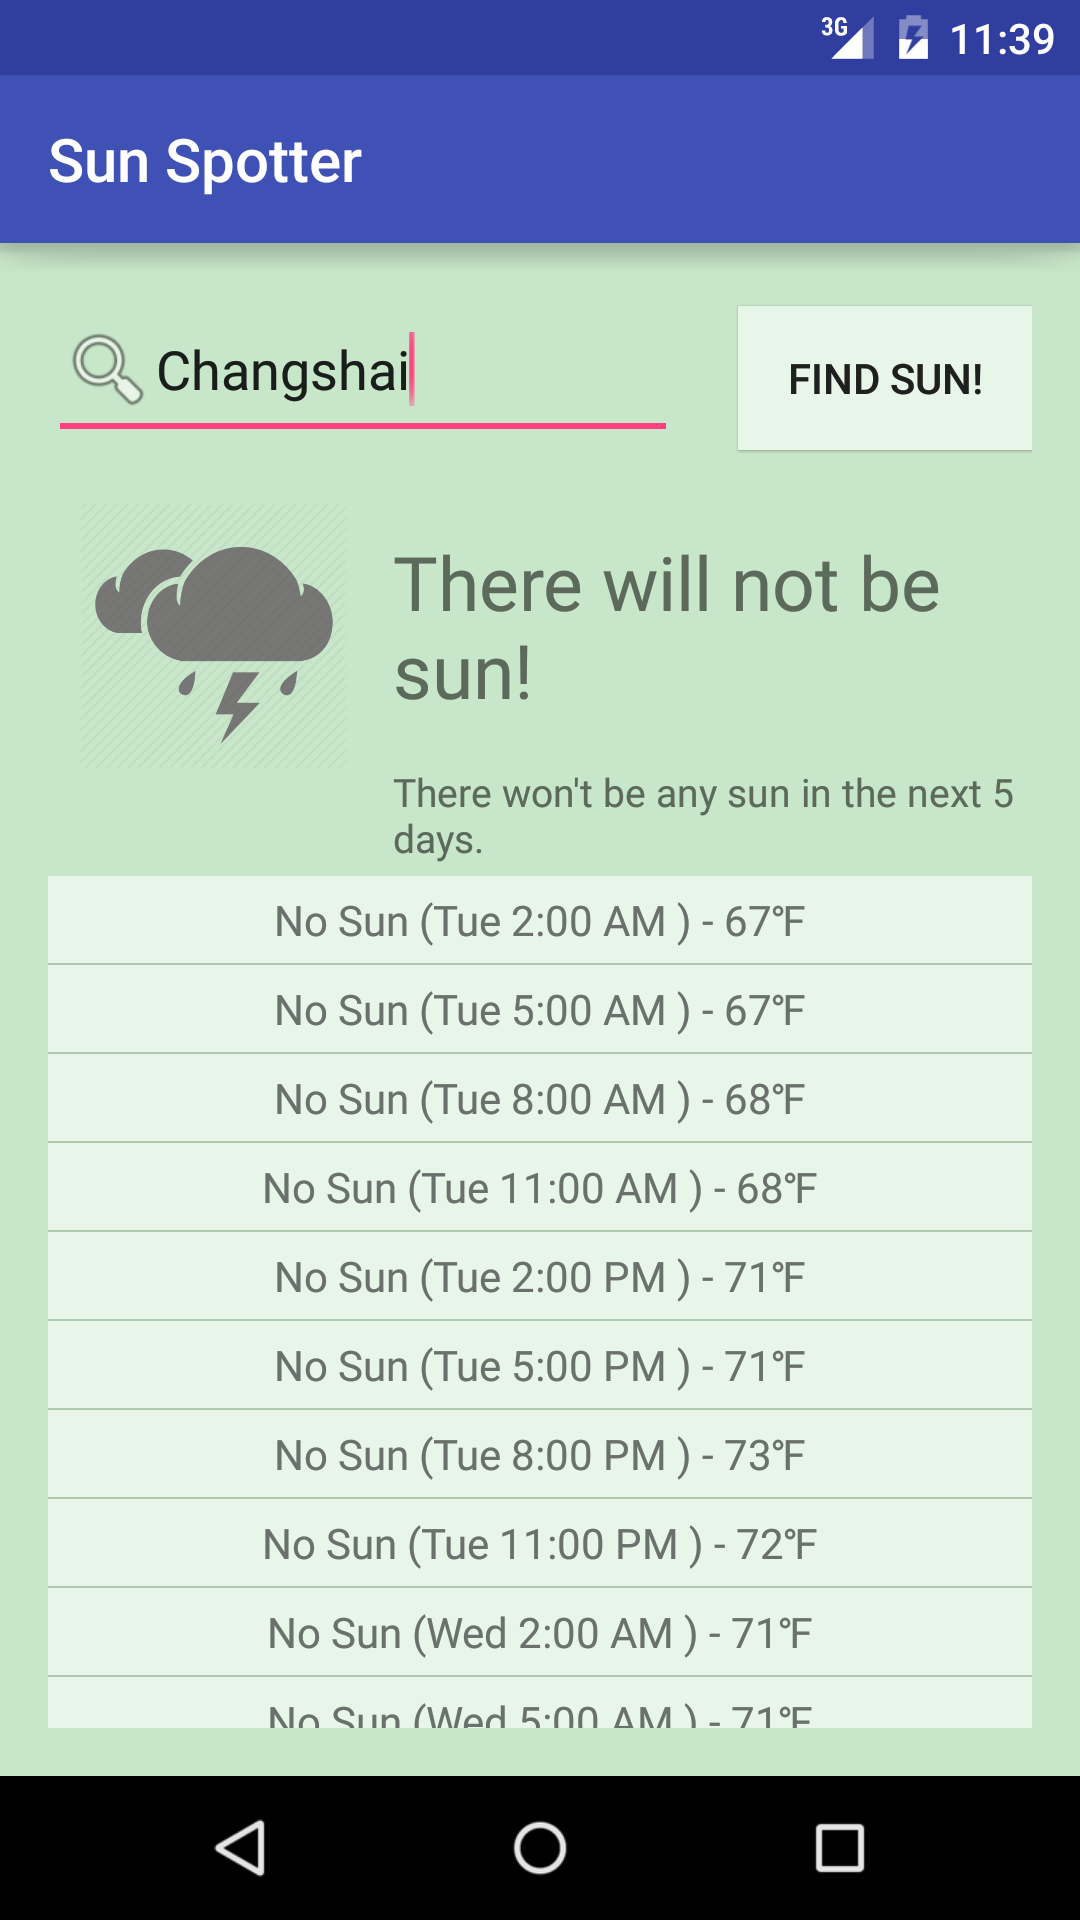 3G 11:39
Sun Spotter
Changshai
FIND SUN!
There will not be
sun!
There won't be any sun in the next 5
days.
No Sun (Tue 2:00 AM ) - 67℉
No Sun (Tue 5:00 AM ) - 67℉
No Sun (Tue 8:00 AM ) - 68℉
No Sun (Tue 11:00 AM ) - 68℉
No Sun (Tue 2:00 PM ) - 71℉
No Sun (Tue 5:00 PM ) - 71℉
No Sun (Tue 8:00 PM ) - 73℉
No Sun (Tue 11:00 PM ) - 72℉
No Sun (Wed 2:00 AM ) - 71℉
No Sun (Wed 5:00 AM ) - 71℉